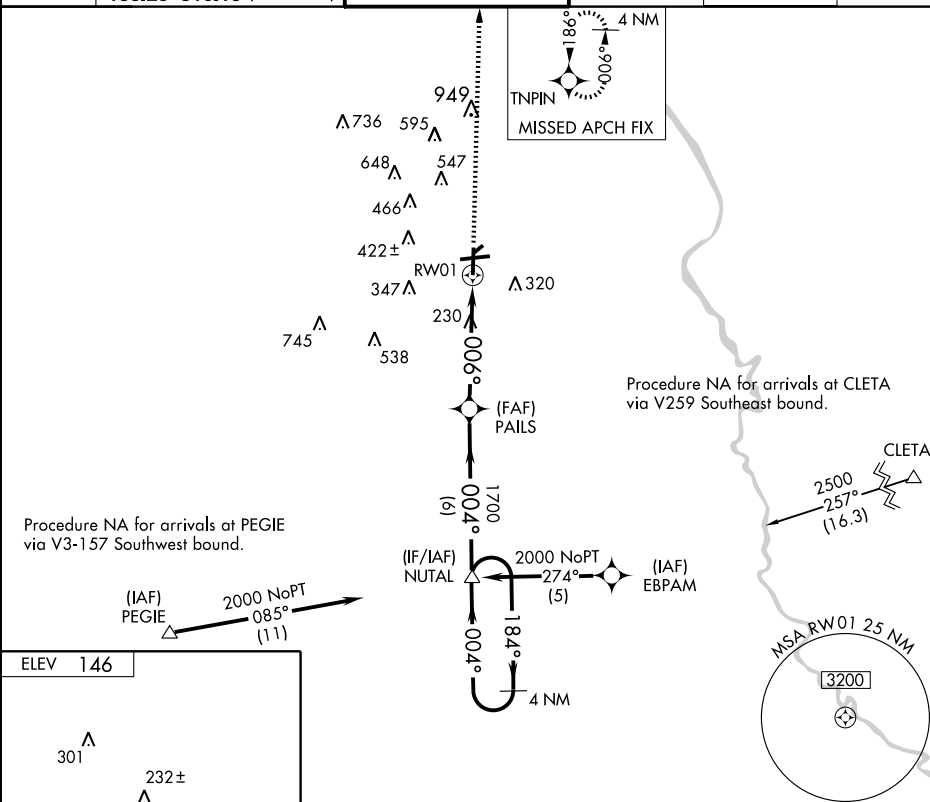 4 NM
186°
006°
TNPIN
MISSED APCH FIX
949
736
595
648
547
466
422±
RW01
347
320
230
745
538
006°
Procedure NA for arrivals at CLETA
via V259 Southeast bound.
(FAF)
PAILS
CLETA
2500
257°
(16.3)
1700
004°
(6)
Procedure NA for arrivals at PEGIE
via V3-157 Southwest bound.
(IF/IAF)
NUTAL
2000 NoPT
274°
(5)
(IAF)
EBPAM
(IAF)
PEGIE
2000 NoPT
085°
(11)
004°
184°
4 NM
MSA RW01 25 NM
3200
ELEV 146
301
232±